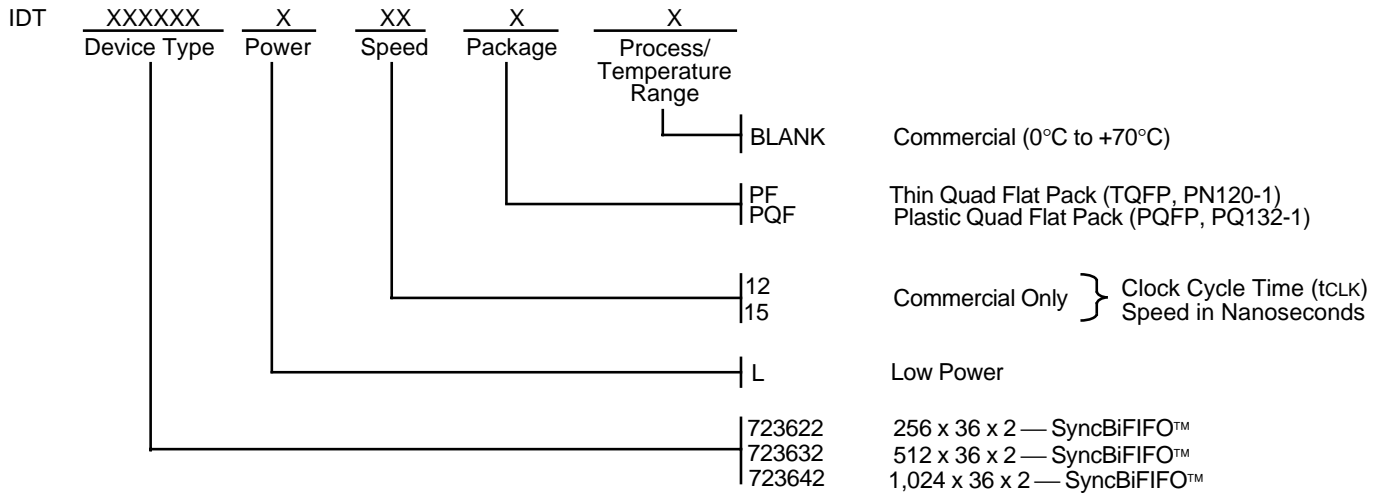 IDT XXXXXX X XX X X
Device Type Power Speed Package Process/
Temperature
Range
BLANK Commercial (0°C to +70°C)
PF Thin Quad Flat Pack (TQFP, PN120-1)
PQF Plastic Quad Flat Pack (PQFP, PQ132-1)
12
15
Commercial Only } Clock Cycle Time (tCLK)
Speed in Nanoseconds
L Low Power
723622 256 x 36 x 2 — SyncBiFIFO™
723632 512 x 36 x 2 — SyncBiFIFO™
723642 1,024 x 36 x 2 — SyncBiFIFO™